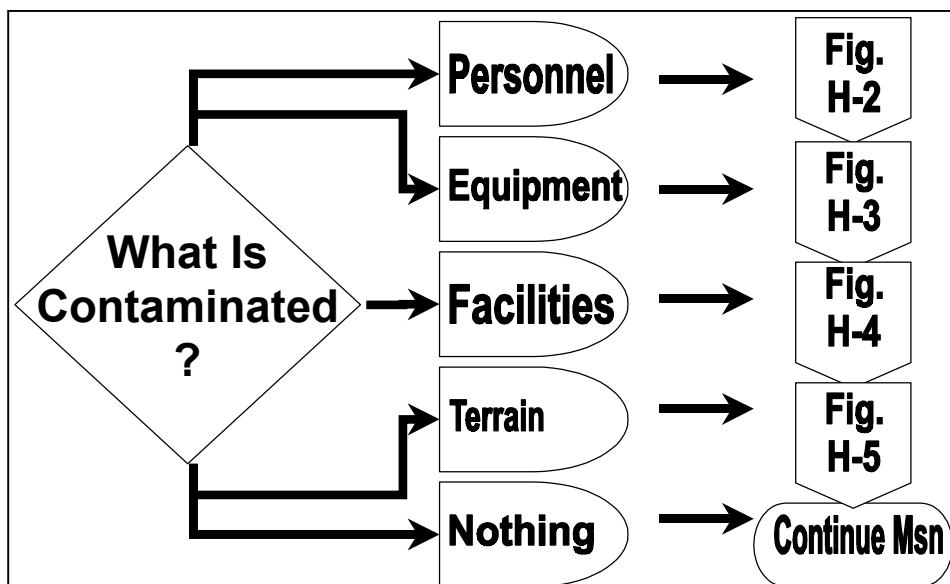 What Is
Contaminated
?
Personnel
Fig.
H-2
Equipment
Fig.
H-3
Facilities
Fig.
H-4
Terrain
Fig.
H-5
Nothing
Continue Msn